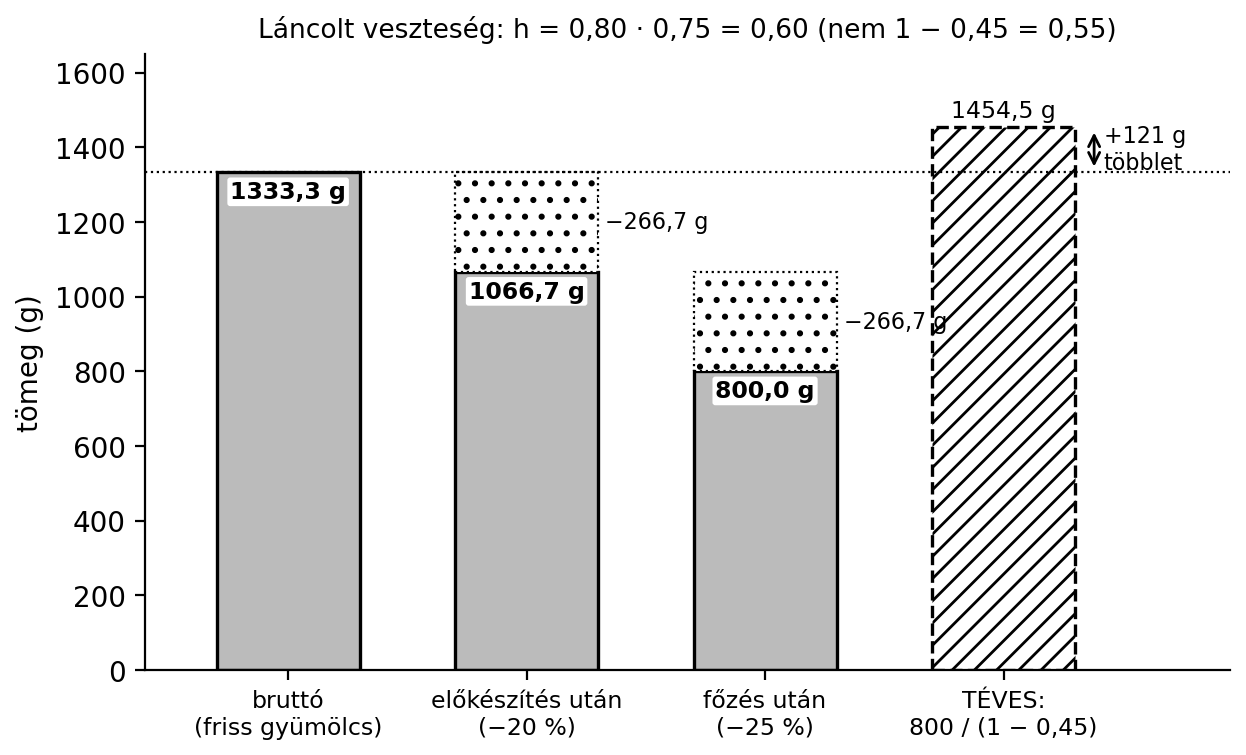 Láncolt veszteség: h = 0,80 · 0,75 = 0,60 (nem 1 − 0,45 = 0,55)
tömeg (g)
1600
1400
1200
1000
800
600
400
200
0
1333,3 g
1066,7 g
−266,7 g
800,0 g
−266,7 g
1454,5 g
+121 g
többlet
bruttó
(friss gyümölcs)
előkészítés után
(−20 %)
főzés után
(−25 %)
TÉVES:
800 / (1 − 0,45)